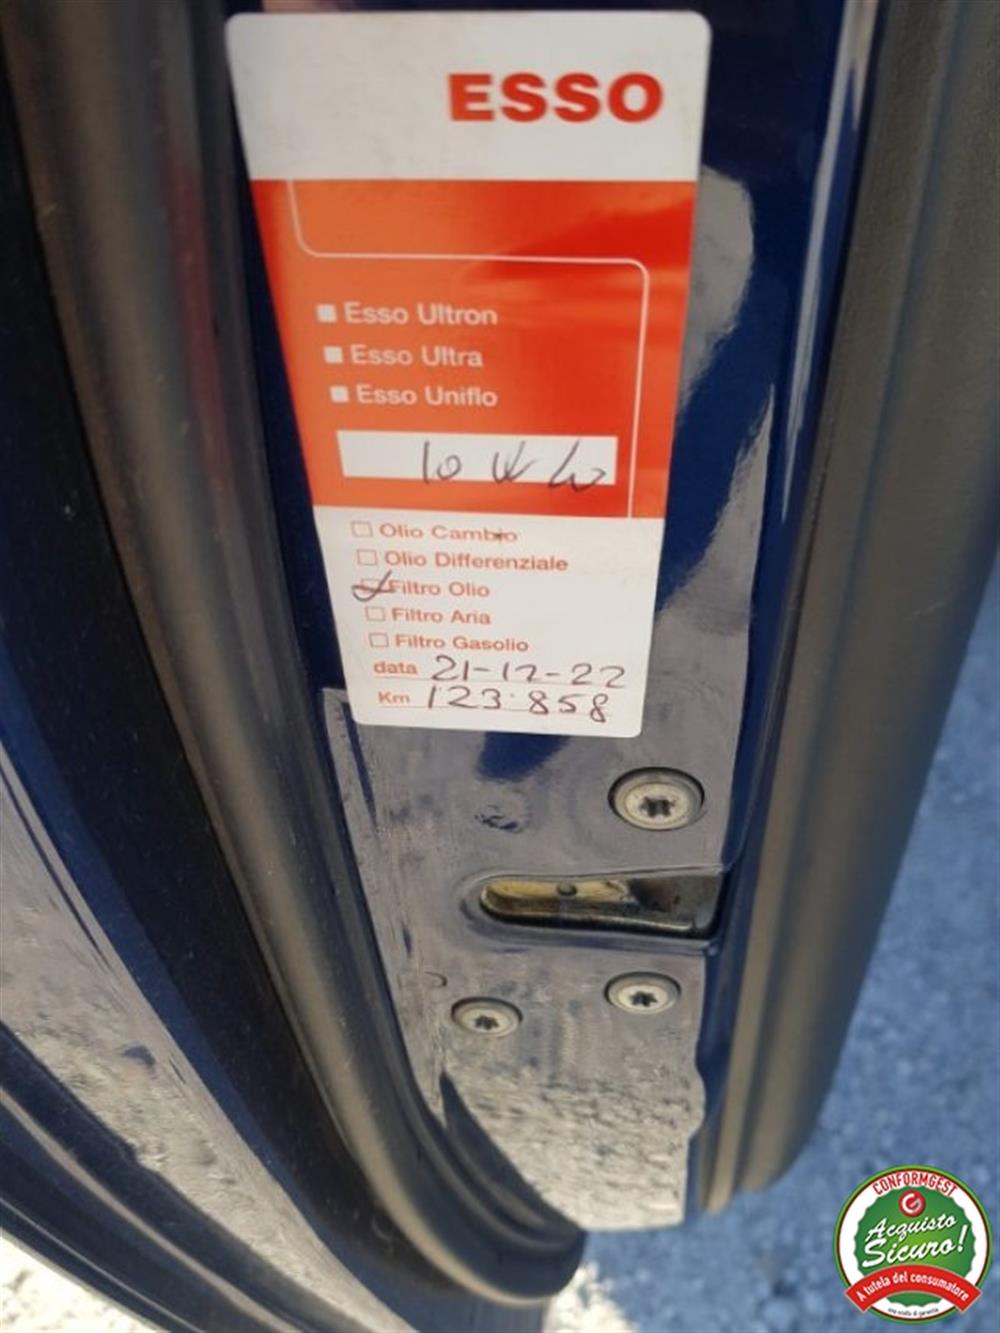 ESSO
Esso Ultron
Esso Ultra
Esso Uniflo
10 W 40
Olio Cambio
Olio Differenziale
Filtro Olio
Filtro Aria
Filtro Gasolio
data 21-12-22
Km 123.858
CONFORMGEST
Acquisto
Sicuro!
A tutela del consumatore